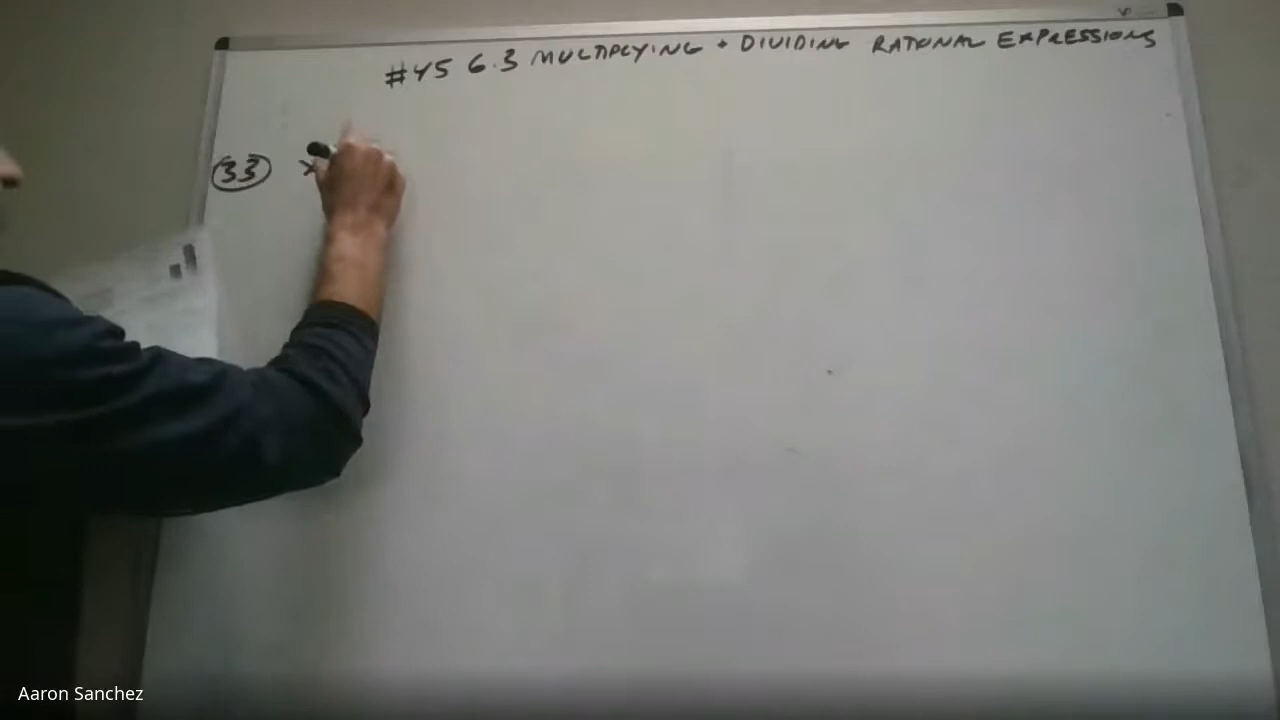 #45 6.3 MULTIPLYING + DIVIDING RATIONAL EXPRESSIONS
33 x
Aaron Sanchez